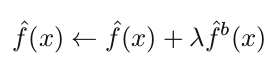 f̂(x) ← f̂(x) + λf̂ᵇ(x)